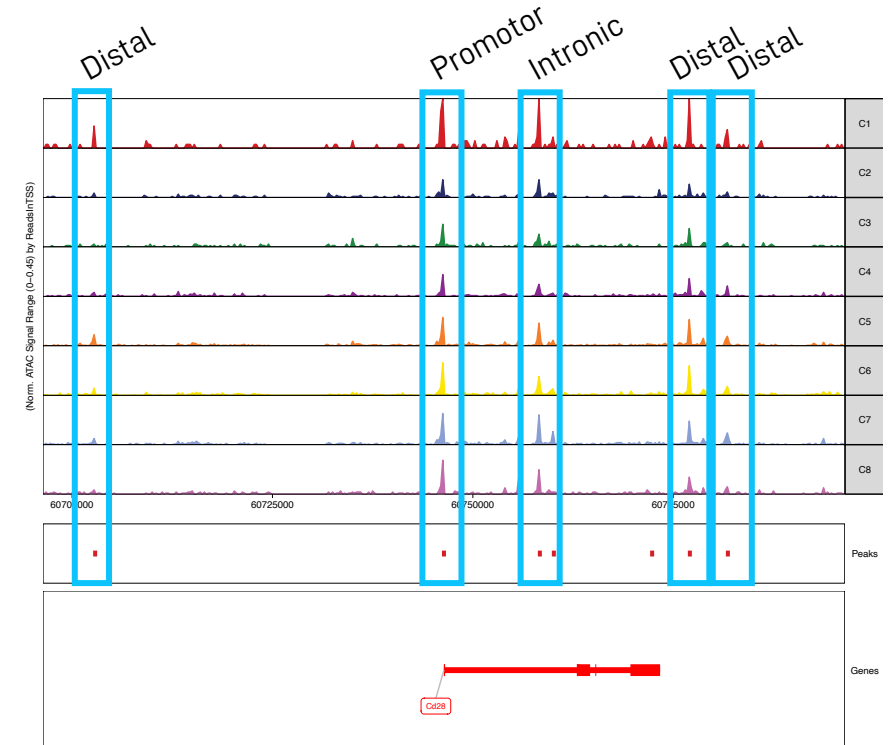 Distal
Promotor
Intronic
Distal
Distal
(Norm. ATAC Signal Range (0−0.45) by ReadsInTSS)
C1
C2
C3
C4
C5
C6
C7
C8
60725000
Peaks
Genes
Cd28